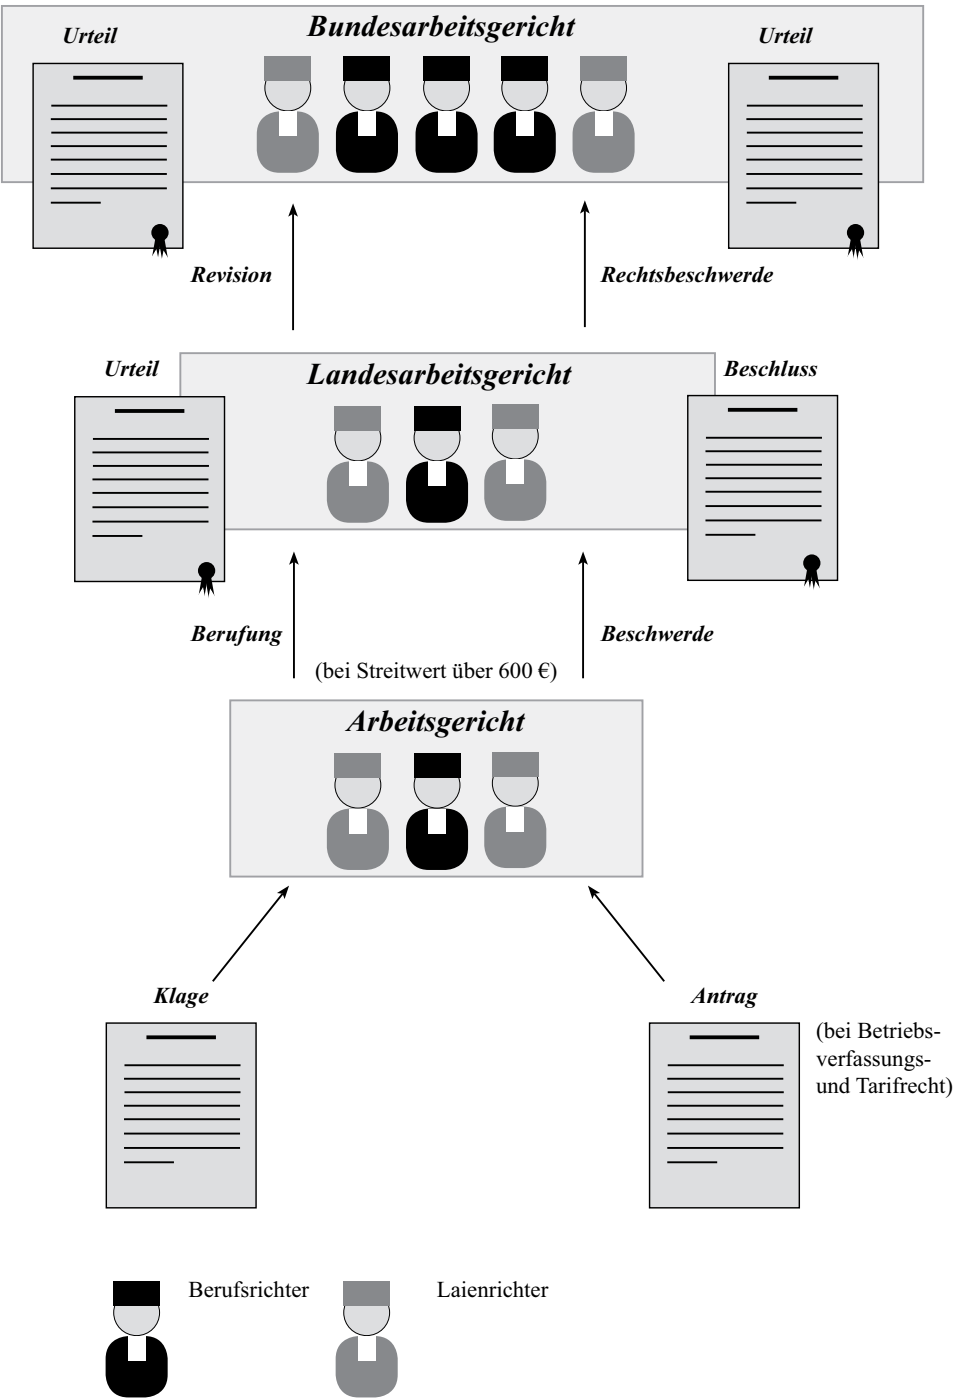 Bundesarbeitsgericht
Urteil
Urteil
Revision
Rechtsbeschwerde
Urteil
Landesarbeitsgericht
Beschluss
Berufung
Beschwerde
(bei Streitwert über 600 €)
Arbeitsgericht
Klage
Antrag
(bei Betriebs-
verfassungs-
und Tarifrecht)
Berufsrichter
Laienrichter